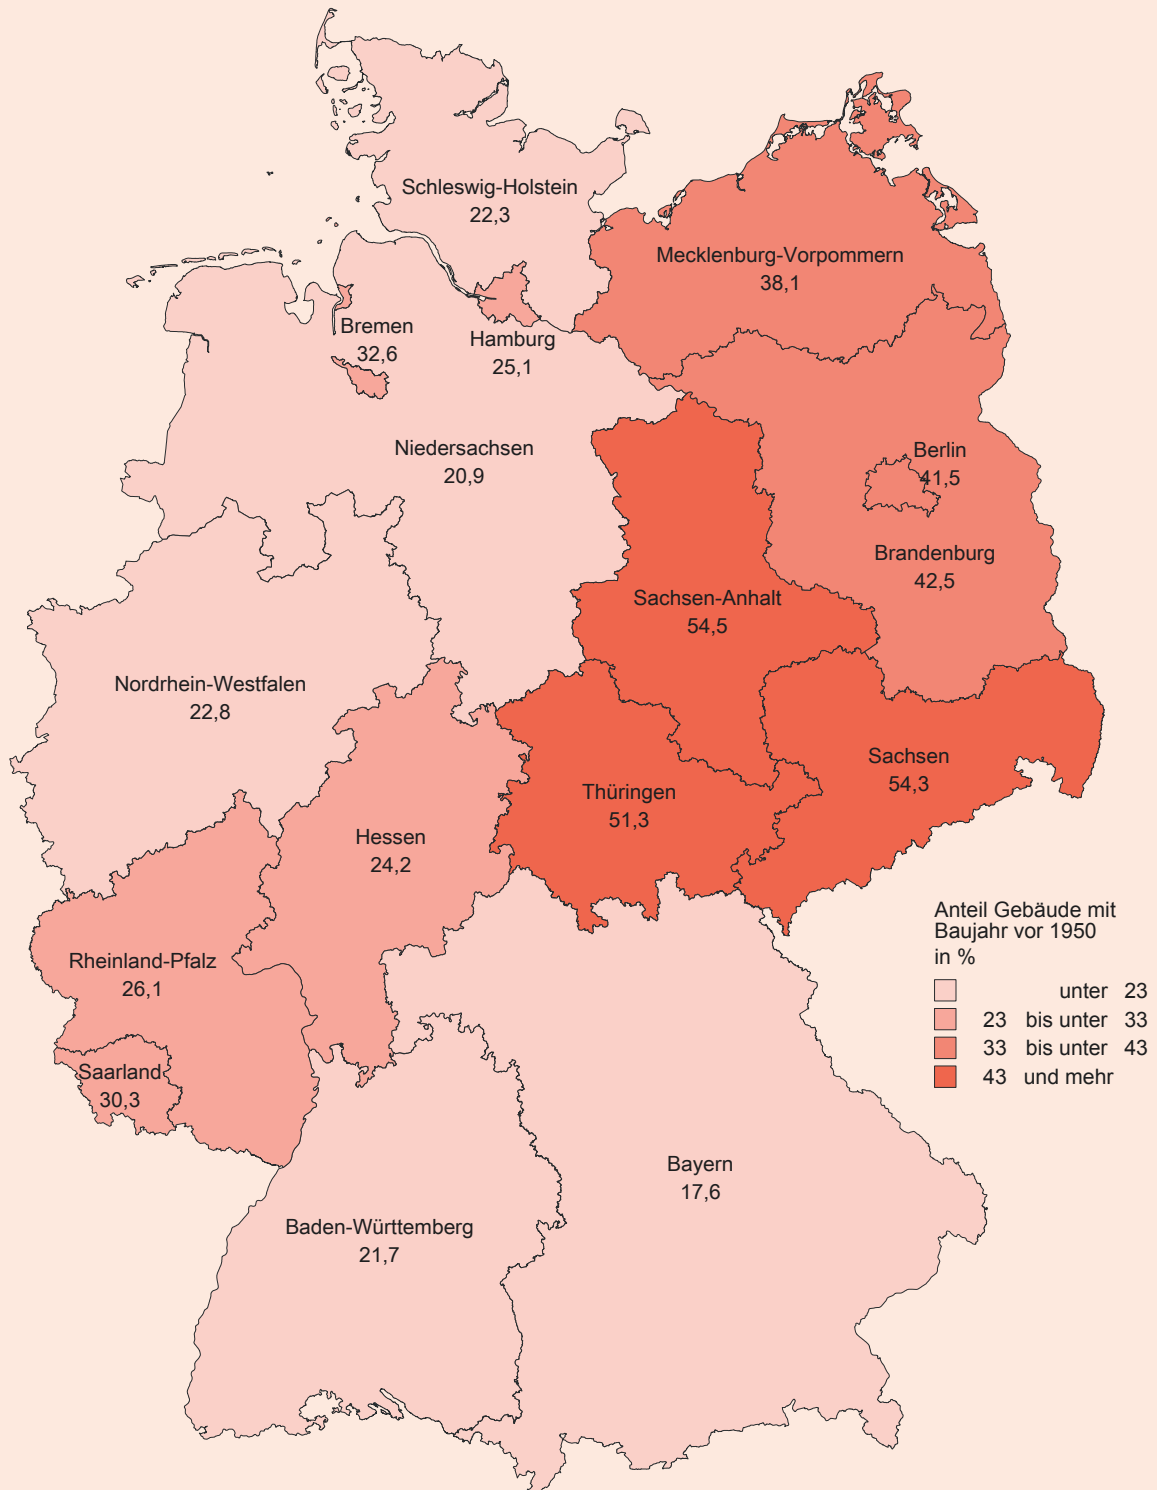 Schleswig-Holstein
22,3
Mecklenburg-Vorpommern
38,1
Bremen
32,6
Hamburg
25,1
Niedersachsen
20,9
Berlin
41,5
Brandenburg
42,5
Sachsen-Anhalt
54,5
Nordrhein-Westfalen
22,8
Sachsen
54,3
Thüringen
51,3
Hessen
24,2
Rheinland-Pfalz
26,1
Saarland
30,3
Bayern
17,6
Baden-Württemberg
21,7
Anteil Gebäude mit
Baujahr vor 1950
in %
unter 23
23 bis unter 33
33 bis unter 43
43 und mehr